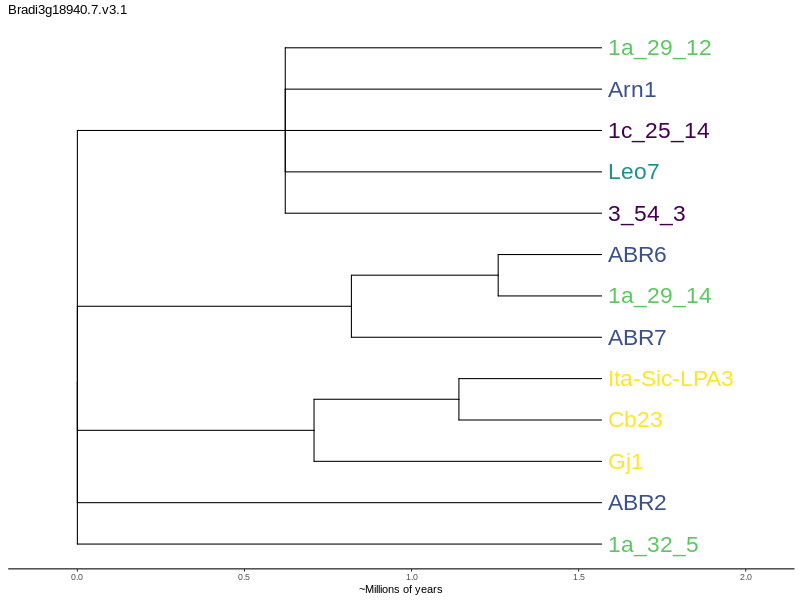 Bradi3g18940.7.v3.1
1a_29_12
Arn1
1c_25_14
Leo7
3_54_3
ABR6
1a_29_14
ABR7
Ita-Sic-LPA3
Cb23
Gj1
ABR2
1a_32_5
0.0 0.5 1.0 1.5 2.0
~Millions of years